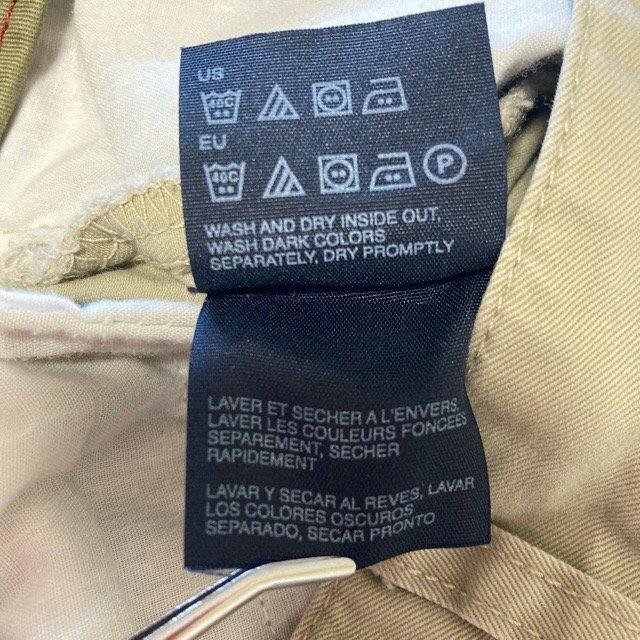 US
40C
EU
40C P
WASH AND DRY INSIDE OUT,
WASH DARK COLORS
SEPARATELY, DRY PROMPTLY
LAVER ET SECHER A L'ENVERS
LAVER LES COULEURS FONCEES
SEPAREMENT, SECHER
RAPIDEMENT
LAVAR Y SECAR AL REVES, LAVAR
LOS COLORES OSCUROS
SEPARADO, SECAR PRONTO